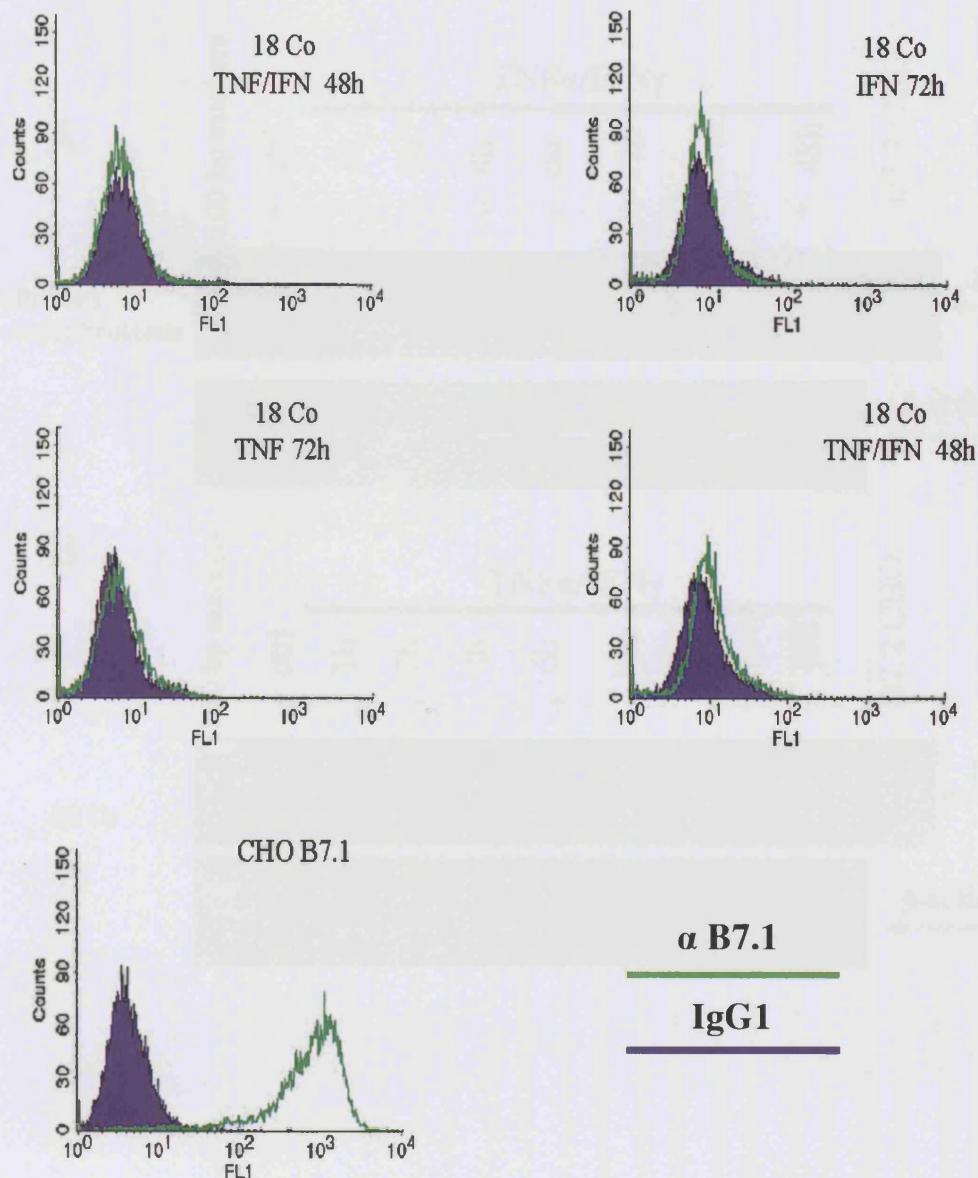 18 Co
TNF/IFN 48h
150
120
90
60
30
0
Counts
10^0 10^1 10^2 10^3 10^4
FL1
18 Co
IFN 72h
150
120
90
60
30
0
Counts
10^0 10^1 10^2 10^3 10^4
FL1
18 Co
TNF 72h
150
120
90
60
30
0
Counts
10^0 10^1 10^2 10^3 10^4
FL1
18 Co
TNF/IFN 48h
150
120
90
60
30
0
Counts
10^0 10^1 10^2 10^3 10^4
FL1
CHO B7.1
150
120
90
60
30
0
Counts
10^0 10^1 10^2 10^3 10^4
FL1
α B7.1
IgG1